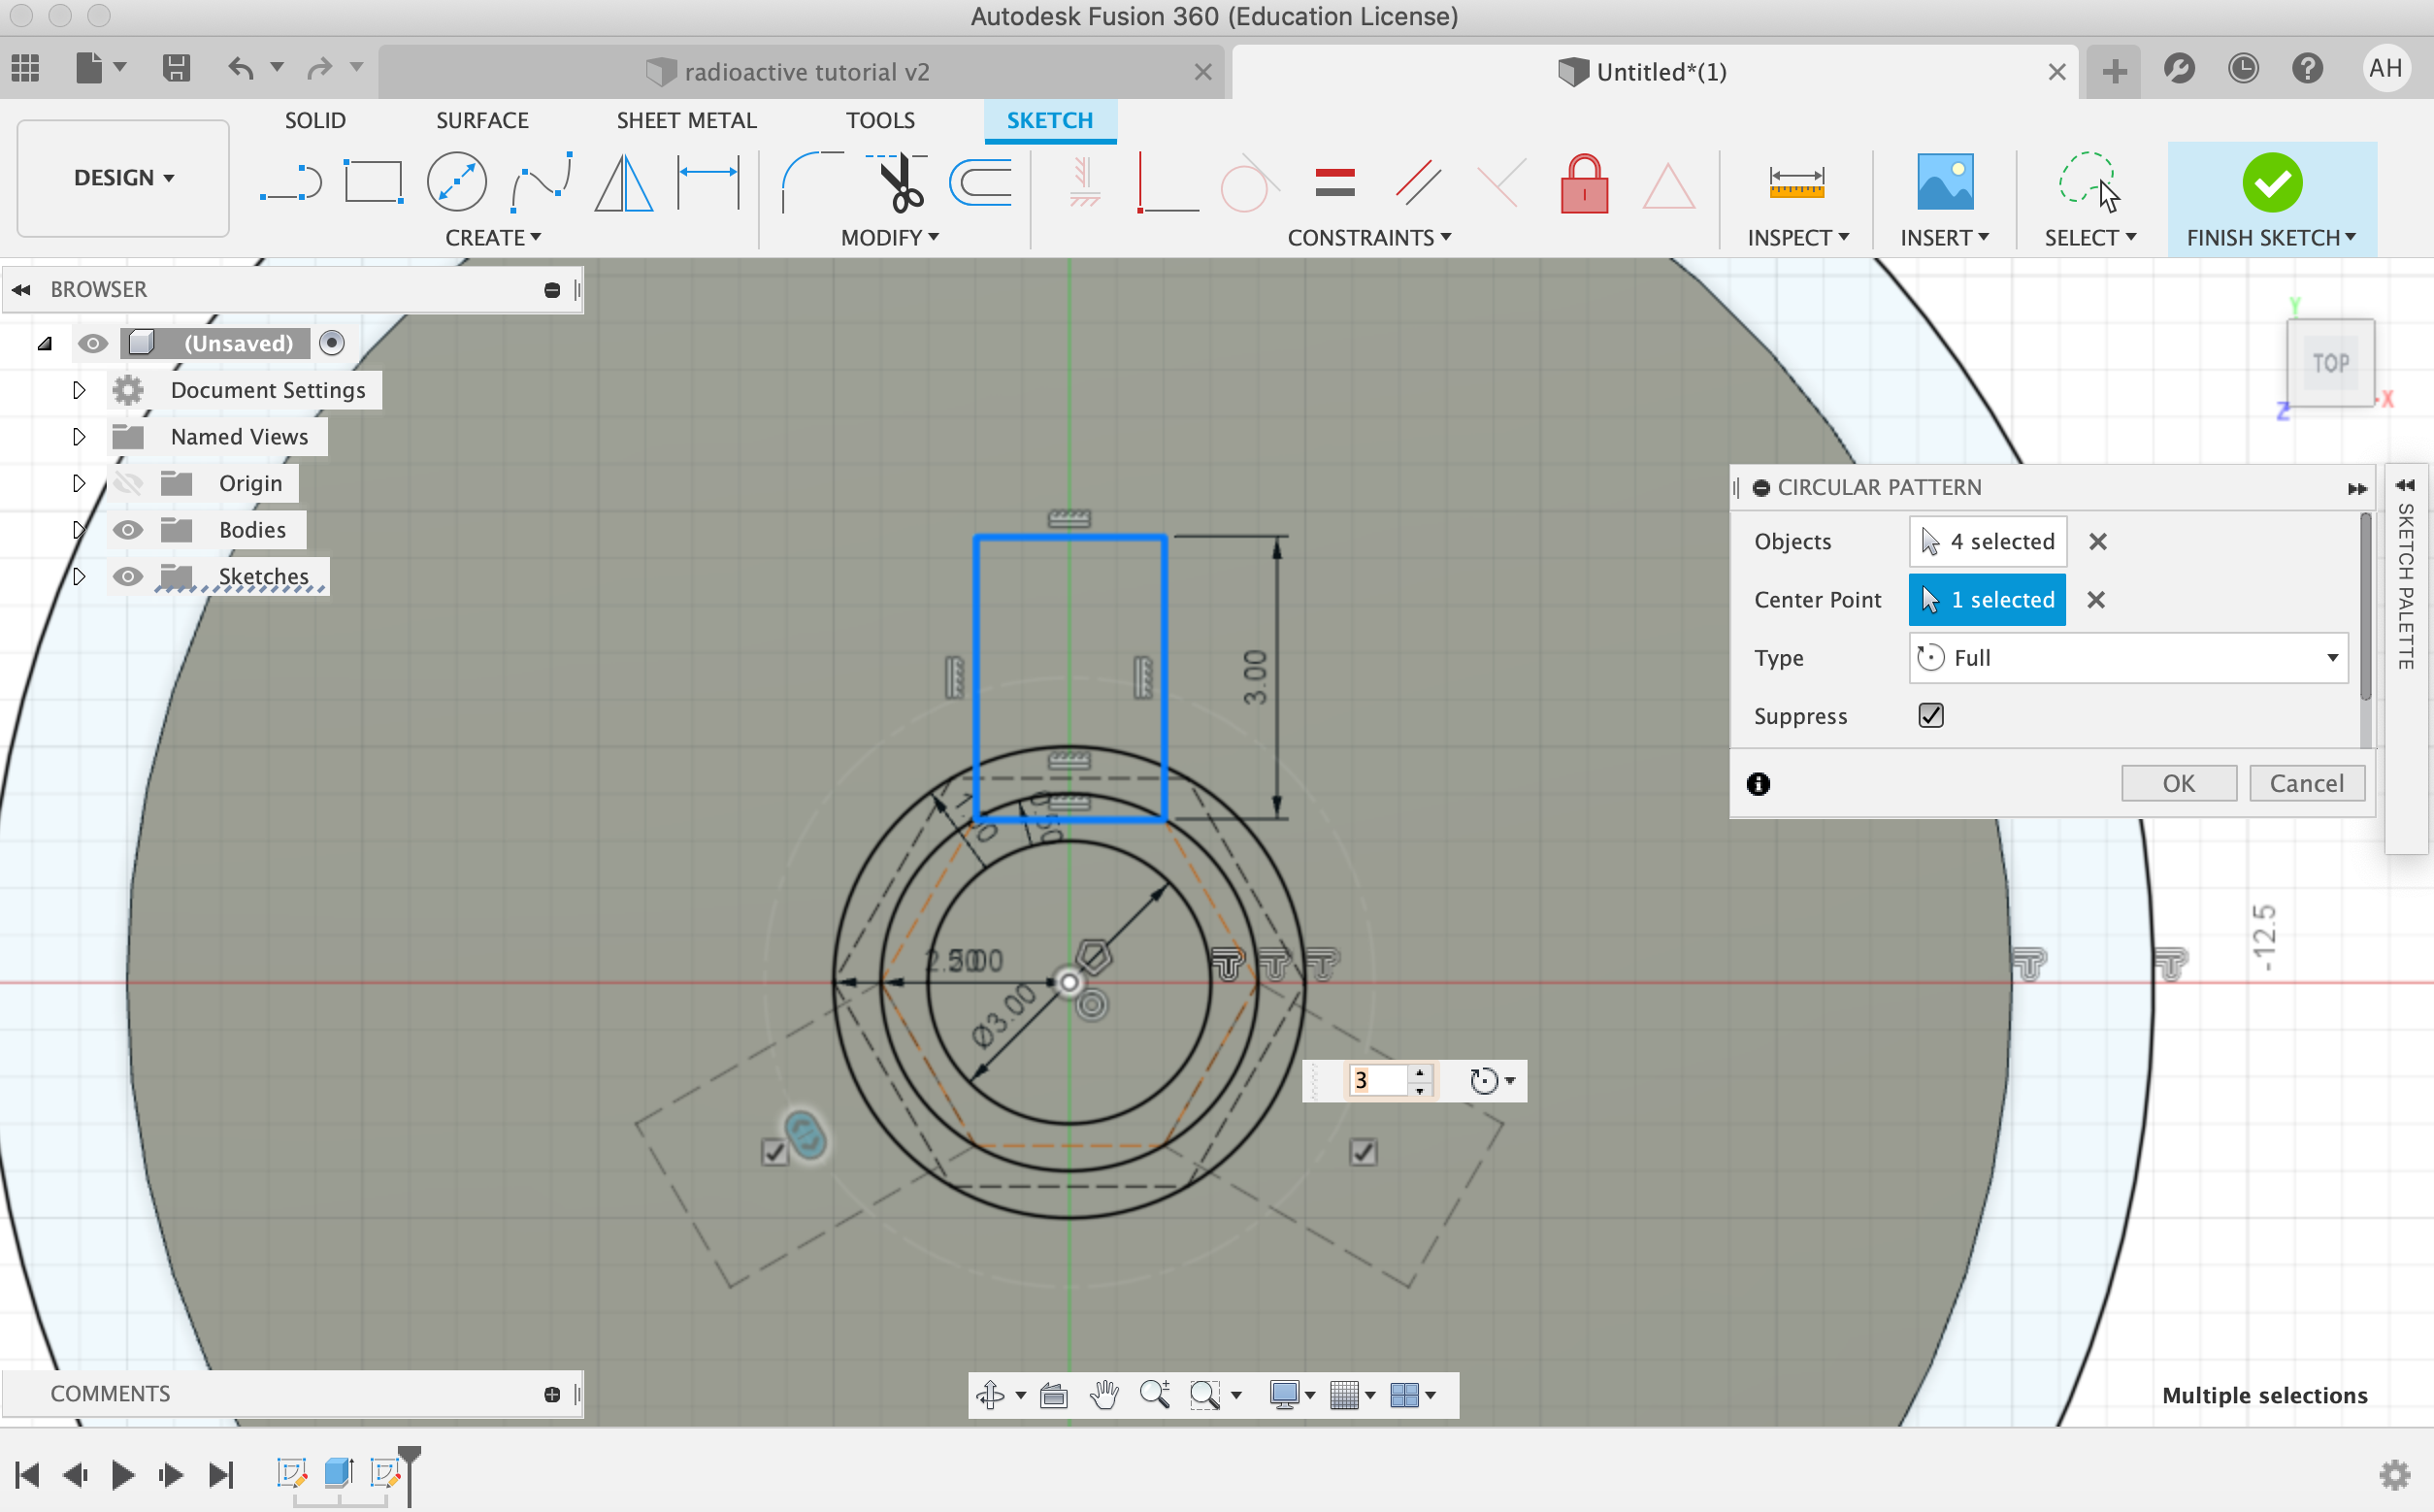 Autodesk Fusion 360 (Education License)
radioactive tutorial v2
Untitled*(1)
AH
SOLID
SURFACE
SHEET METAL
TOOLS
SKETCH
DESIGN
CREATE
MODIFY
CONSTRAINTS
INSPECT
INSERT
SELECT
FINISH SKETCH
BROWSER
(Unsaved)
Document Settings
Named Views
Origin
Bodies
Sketches
Y
TOP
X
Z
CIRCULAR PATTERN
Objects
4 selected
Center Point
1 selected
Type
Full
Suppress
OK
Cancel
SKETCH PALETTE
3.00
Ø3.00
-12.5
3
COMMENTS
Multiple selections